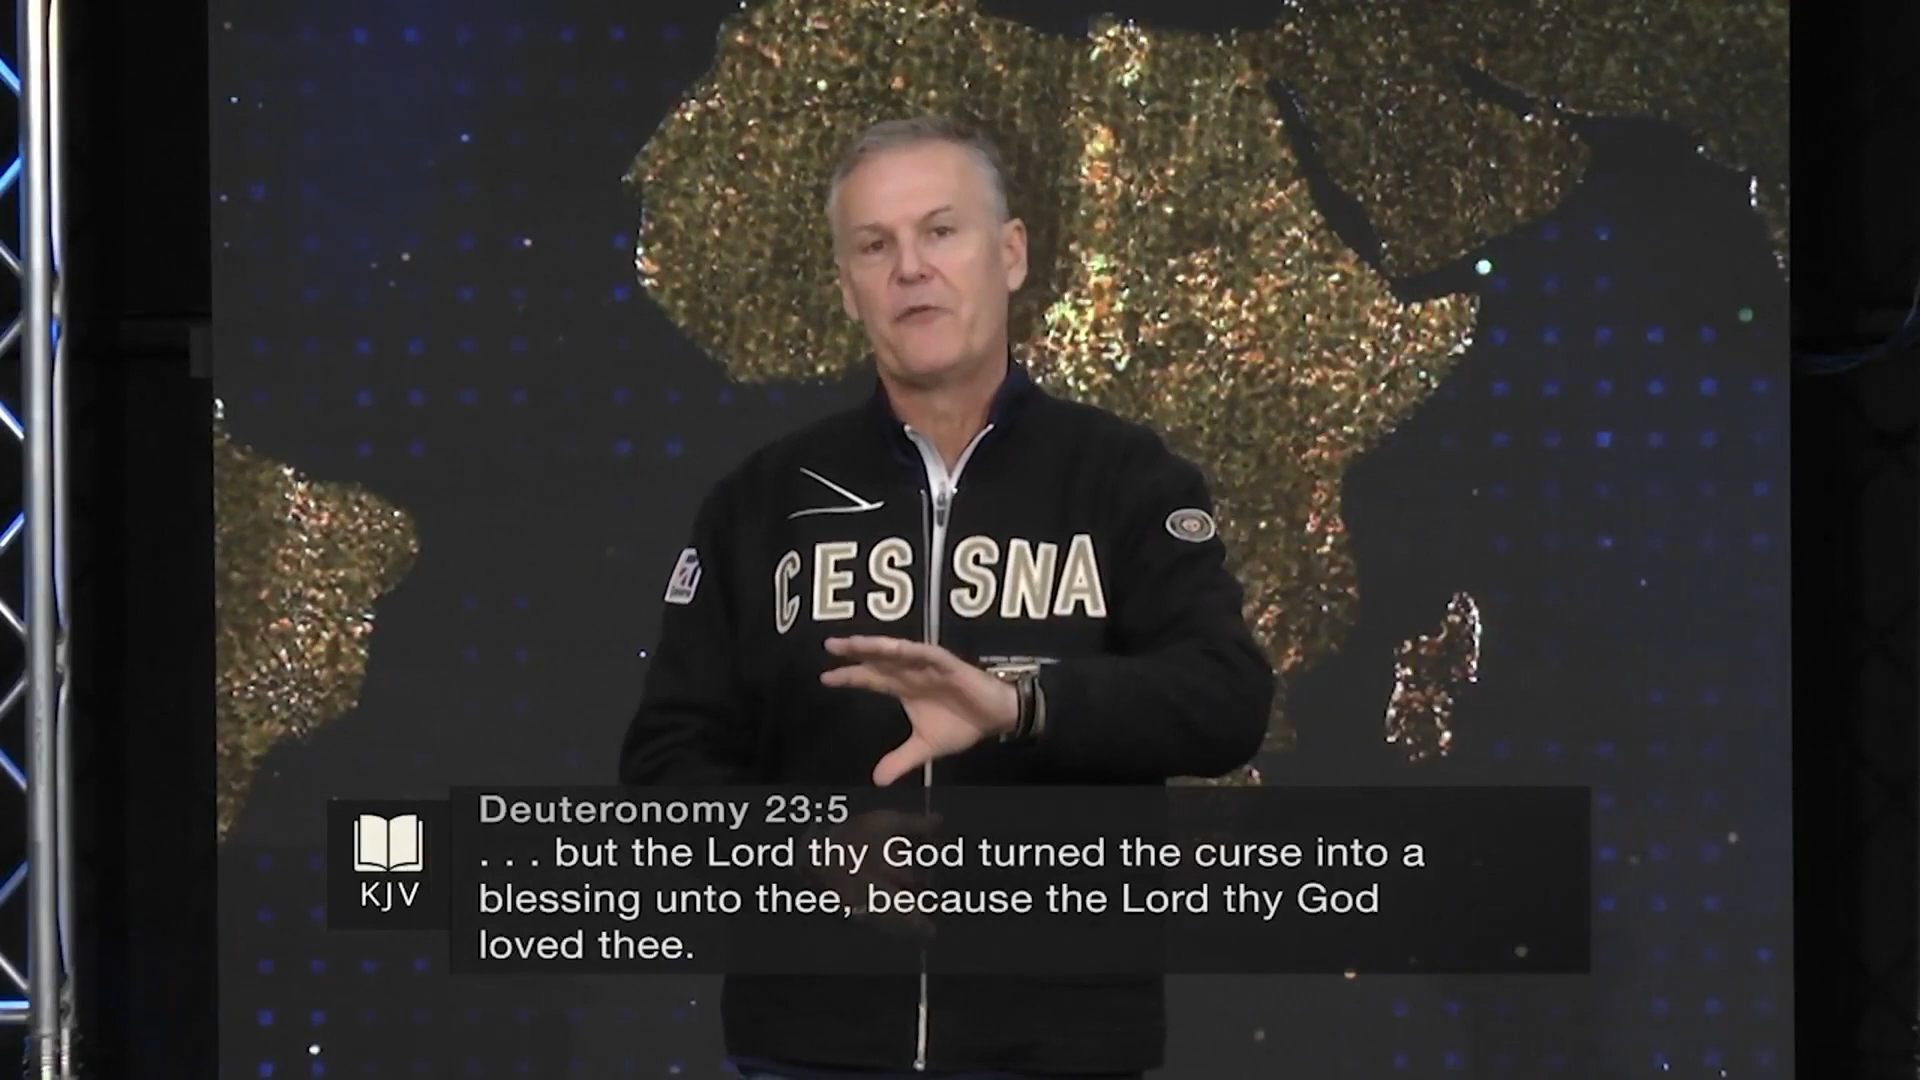 CESSNA
Deuteronomy 23:5
. . . but the Lord thy God turned the curse into a
blessing unto thee, because the Lord thy God
loved thee.
KJV